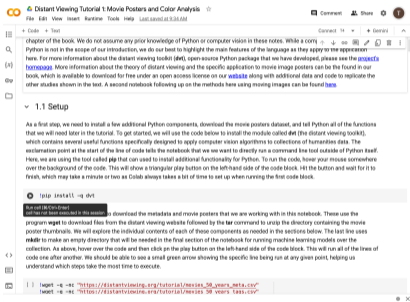 Distant Viewing Tutorial 1: Movie Posters and Color Analysis
File Edit View Insert Runtime Tools Help Last saved at 9:34 AM
Comment Share
+ Code + Text
Connect
Gemini
chapter of the book. We do not assume any prior knowledge of Python or computer vision in these notes. While a
Python is not in the scope of our introduction, we do our best to highlight the main features of the language as they apply to the application
here. For more information about the distant viewing toolkit (dvt), open-source Python package that we have developed, please see the project's
homepage. More information about the theory of distant viewing and the specific application to movie image posters can be found in our
book, which is available to download for free under an open access license on our website along with additional data and code to replicate the
other studies shown in the text. A second notebook following up on the methods here using moving images can be found here.
1.1 Setup
As a first step, we need to install a few additional Python components, download the movie posters dataset, and tell Python all of the functions
that we will need later in the tutorial. To get started, we will use the code below to install the module called dvt (the distant viewing toolkit),
which contains several functions specifically designed to apply computer vision algorithms to collections of humanities data. The
exclamation point at the start of the line of code tells the notebook that we want to directly run a command line tool outside of Python itself.
Here, we are using the tool called pip that can used to install additional functionality for Python. To run the code, hover your mouse somewhere
over the background of the code. This will show a triangular play button on the left-hand side of the code block. Hit the button and wait for it to
finish, which may take a minute or two as Colab always takes a bit of time to set up when running the first code block.
!pip install -q dvt
Run cell (⌘/Ctrl+Enter)
cell has not been executed in this session
to download the metadata and movie posters that we are working with in this notebook. These use the
program wget to download files from the distant viewing website followed by the tar command to unzip the directory containing the movie
poster thumbnails. We will explore the individual contents of each of these components as needed in the sections below. The last line uses
mkdir to make an empty directory that will be needed in the final section of the notebook for running machine learning models over the
collection. As above, hover over the code and then click on the play button on the left-hand side of the code block. This will run all of the lines of
code one after another. We should be able to see a small green arrow showing the specific line being run at any given point, helping us
understand which steps take the most time to execute.
[ ] !wget -q -nc "https://distantviewing.org/tutorial/movies_50_years_meta.csv"
!wget -q -nc "https://distantviewing.org/tutorial/movies_50_years_tags.csv"